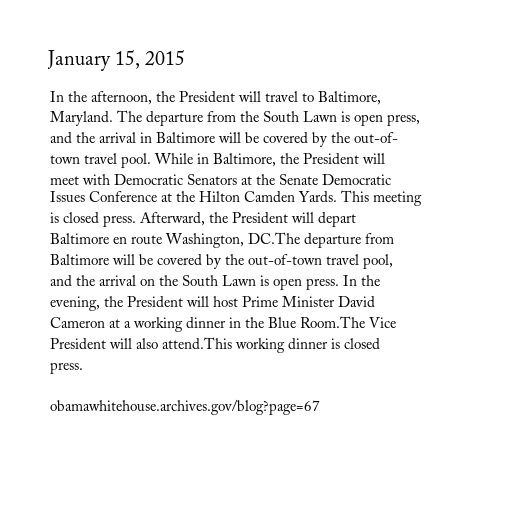 January 15, 2015
In the afternoon, the President will travel to Baltimore,
Maryland. The departure from the South Lawn is open press,
and the arrival in Baltimore will be covered by the out-of-
town travel pool. While in Baltimore, the President will
meet with Democratic Senators at the Senate Democratic
Issues Conference at the Hilton Camden Yards. This meeting
is closed press. Afterward, the President will depart
Baltimore en route Washington, DC.The departure from
Baltimore will be covered by the out-of-town travel pool,
and the arrival on the South Lawn is open press. In the
evening, the President will host Prime Minister David
Cameron at a working dinner in the Blue Room.The Vice
President will also attend.This working dinner is closed
press.
obamawhitehouse.archives.gov/blog?page=67